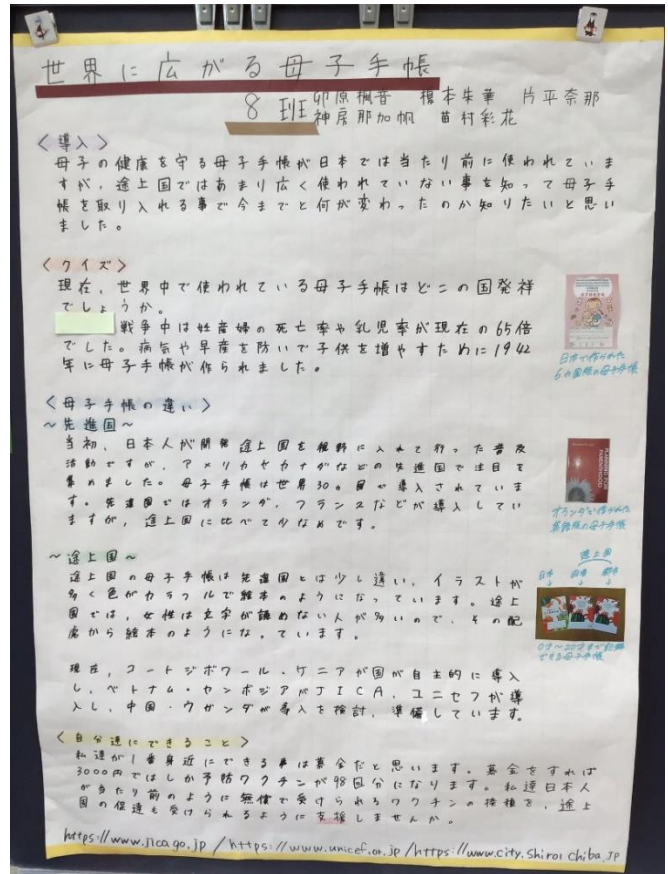 世界に広がる母子手帳
8班 卯原楓音 榎本朱華 片平奈那
神房那加帆 苗村彩花
<導入>
母子の健康を守る母子手帳が日本では当たり前に使われていま
すが、途上国ではあまり広く使われていない事を知って母子手
帳を取り入れる事で今までと何が変わったのか知りたいと思い
ました。
<クイズ>
現在、世界中で使われている母子手帳はどこの国発祥
でしょうか。
戦争中は妊産婦の死亡率や乳児率が現在の65倍
でした。病気や早産を防いで子供を増やすために1942
年に母子手帳が作られました。
日本で作られた
6か国語版の母子手帳
<母子手帳の違い>
~先進国~
当初、日本人が開発途上国を視野に入れて行った普及
活動ですが、アメリカやカナダなどの先進国で注目を
集めました。母子手帳は世界30ヵ国で導入されていま
す。先進国ではオランダ、フランスなどが導入してい
ますが、途上国に比べて少なめです。
オランダで作られた
英語版の母子手帳
~途上国~
途上国の母子手帳は先進国とは少し違い、イラストが
多く色がカラフルで絵本のようになっています。途上
国では、女性は文字が読めない人が多いので、その配
慮から絵本のようになっています。
途上国
0才~20才まで記録
できる母子手帳
現在、コートジボワール・ケニアが国が自主的に導入
し、ベトナム・センボジアがJICA、ユニセフが導
入し、中国・ウガンダが導入を検討、準備しています。
<自分達にできること>
私達が1番身近にできる事は募金だと思います。募金をすれば
3000円ではしか予防ワクチンが98回分になります。私達日本人
が当たり前のように無償で受けられるワクチンの接種を、途上
国の促達も受けられるように支援しませんか。
https://www.jica.go.jp/https://www.unicef.or.jp/https://www.city.shiroi.chiba.jp